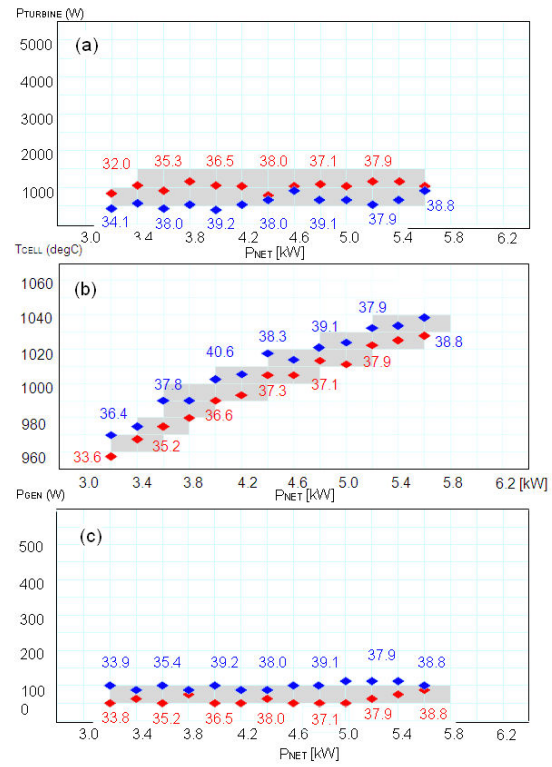 PTURBINE (W)
(a)
5000
4000
3000
2000
1000
32.0 35.3 36.5 38.0 37.1 37.9
34.1 38.0 39.2 38.0 39.1 37.9 38.8
3.0 3.4 3.8 4.2 4.6 5.0 5.4 5.8 6.2
PNET [kW]
TCELL (degC)
(b)
1060
1040
1020
1000
980
960
36.4 37.8 40.6 38.3 39.1 37.9 38.8
33.6 35.2 36.6 37.3 37.1 37.9
3.0 3.4 3.8 4.2 4.6 5.0 5.4 5.8 6.2 [kW]
PNET [kW]
PGEN (W)
(c)
500
400
300
200
100
0
33.9 35.4 39.2 38.0 39.1 37.9 38.8
33.8 35.2 36.5 38.0 37.1 37.9 38.8
3.0 3.4 3.8 4.2 4.6 5.0 5.4 5.8 6.2
PNET [kW]